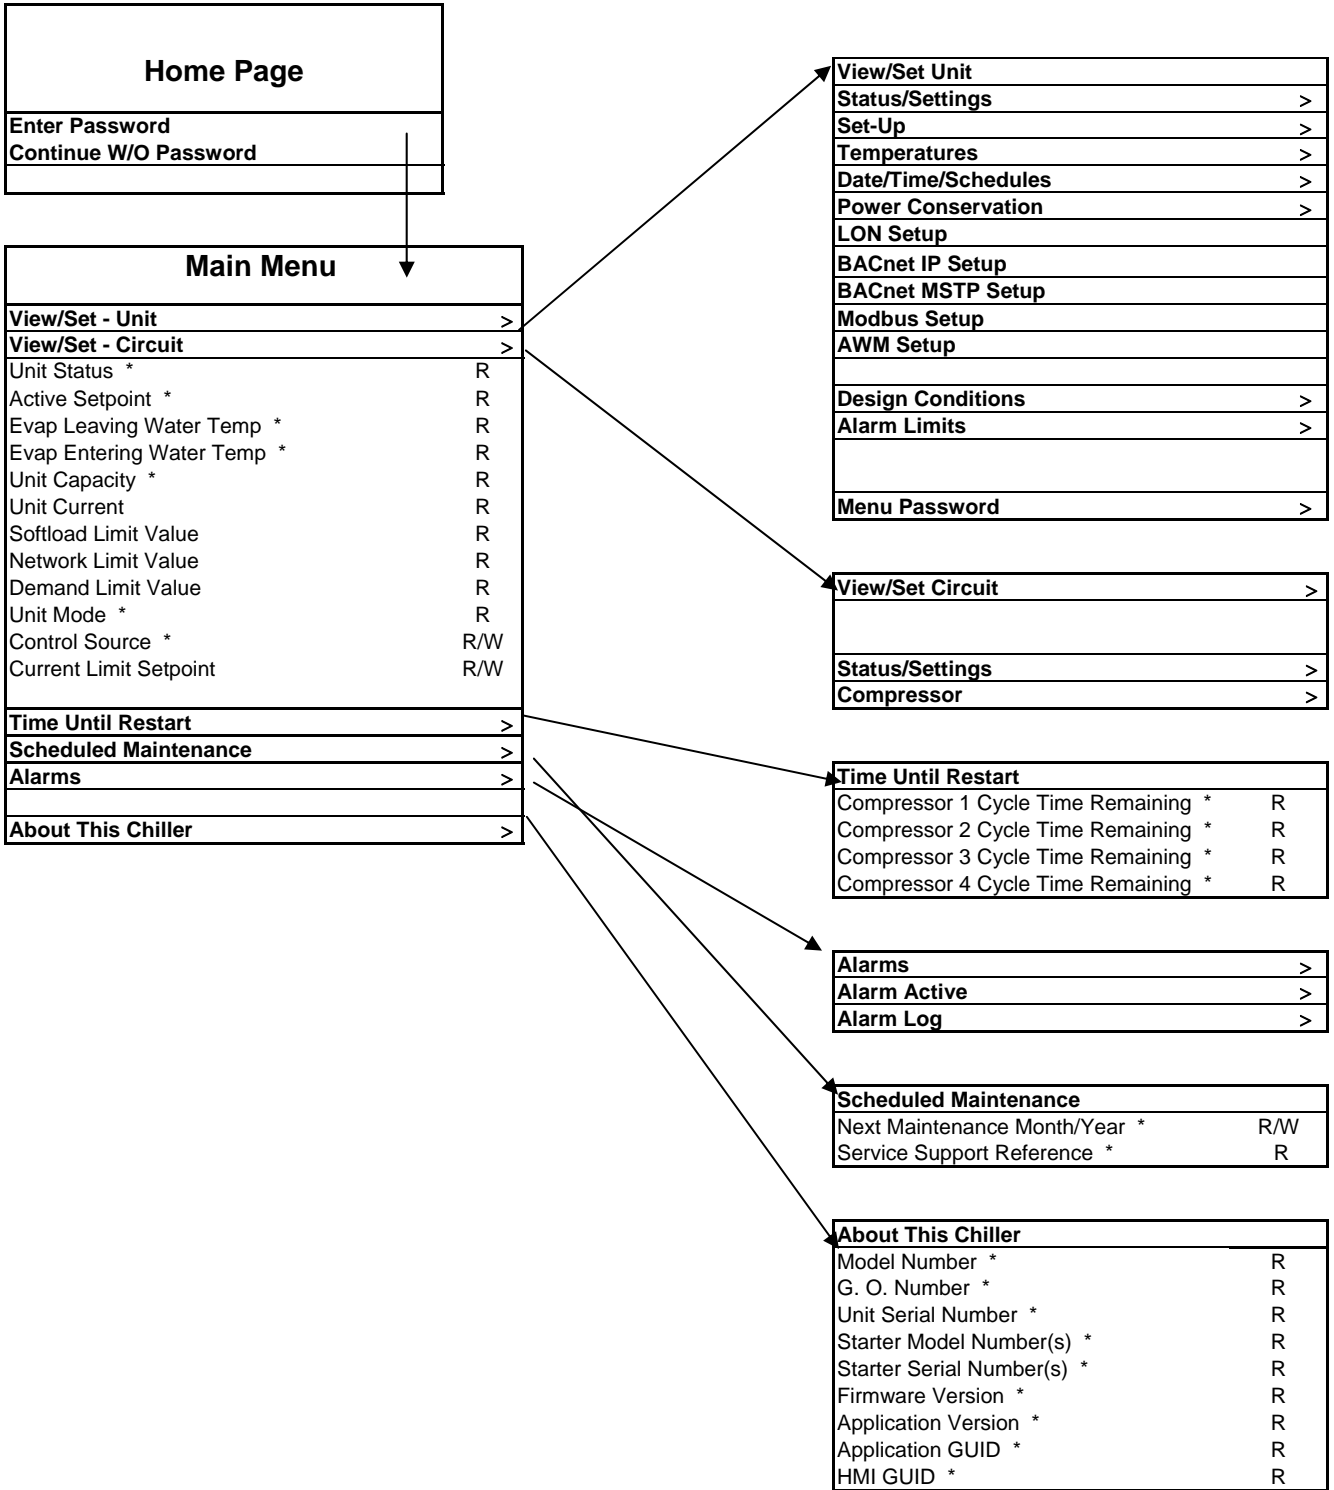 Home Page
Enter Password
Continue W/O Password
Main Menu
View/Set - Unit >
View/Set - Circuit >
Unit Status * R
Active Setpoint * R
Evap Leaving Water Temp * R
Evap Entering Water Temp * R
Unit Capacity * R
Unit Current R
Softload Limit Value R
Network Limit Value R
Demand Limit Value R
Unit Mode * R
Control Source * R/W
Current Limit Setpoint R/W
Time Until Restart >
Scheduled Maintenance >
Alarms >
About This Chiller >
View/Set Unit
Status/Settings >
Set-Up >
Temperatures >
Date/Time/Schedules >
Power Conservation >
LON Setup
BACnet IP Setup
BACnet MSTP Setup
Modbus Setup
AWM Setup
Design Conditions >
Alarm Limits >
Menu Password >
View/Set Circuit >
Status/Settings >
Compressor >
Time Until Restart
Compressor 1 Cycle Time Remaining * R
Compressor 2 Cycle Time Remaining * R
Compressor 3 Cycle Time Remaining * R
Compressor 4 Cycle Time Remaining * R
Alarms >
Alarm Active >
Alarm Log >
Scheduled Maintenance
Next Maintenance Month/Year * R/W
Service Support Reference * R
About This Chiller
Model Number * R
G. O. Number * R
Unit Serial Number * R
Starter Model Number(s) * R
Starter Serial Number(s) * R
Firmware Version * R
Application Version * R
Application GUID * R
HMI GUID * R